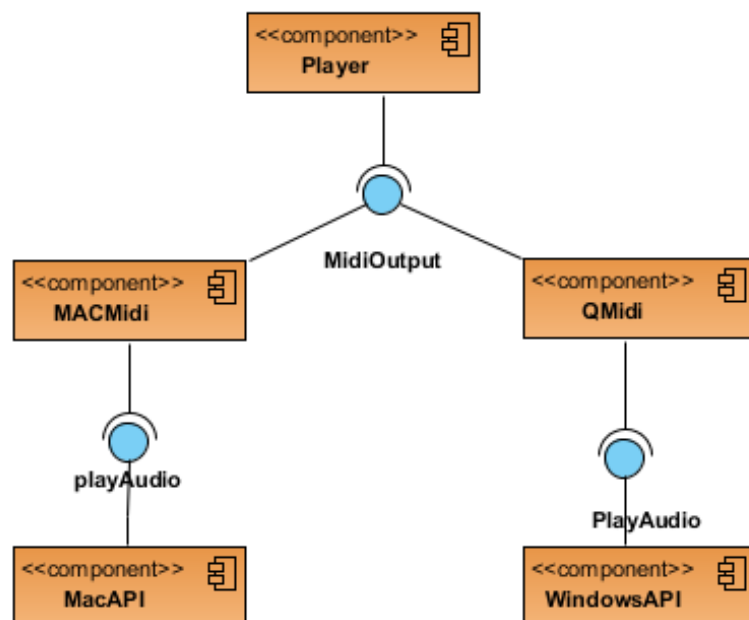 <<component>>
Player
MidiOutput
<<component>>
MACMidi
<<component>>
QMidi
playAudio
PlayAudio
<<component>>
MacAPI
<<component>>
WindowsAPI